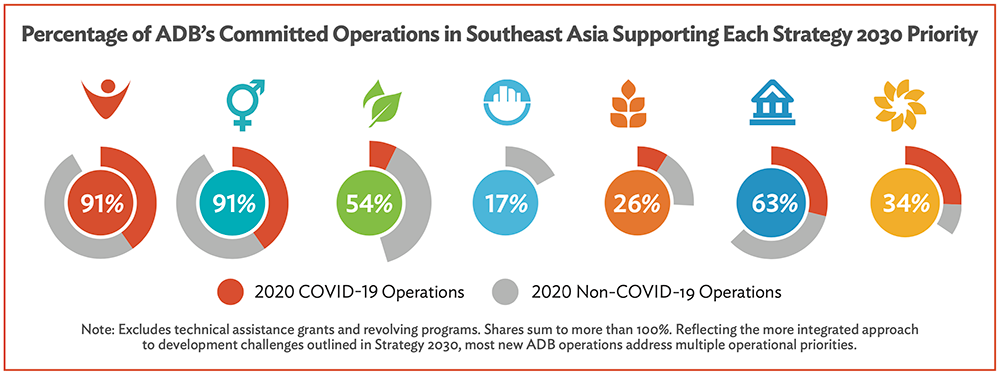 Percentage of ADB's Committed Operations in Southeast Asia Supporting Each Strategy 2030 Priority
91%
91%
54%
17%
26%
63%
34%
2020 COVID-19 Operations
2020 Non-COVID-19 Operations
Note: Excludes technical assistance grants and revolving programs. Shares sum to more than 100%. Reflecting the more integrated approach
to development challenges outlined in Strategy 2030, most new ADB operations address multiple operational priorities.